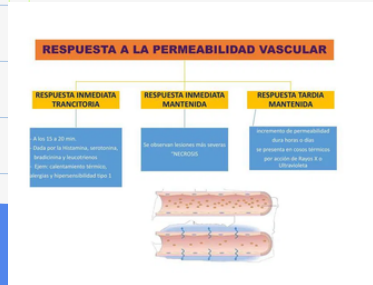 RESPUESTA A LA PERMEABILIDAD VASCULAR
RESPUESTA INMEDIATA
TRANCITORIA
- A los 15 a 20 min.
- Dada por la Histamina, serotonina,
bradicinina y leucotrienos
Ejem: calentamiento térmico,
alergias y hipersensibilidad tipo 1
RESPUESTA INMEDIATA
MANTENIDA
Se observan lesiones más severas
"NECROSIS
RESPUESTA TARDIA
MANTENIDA
Incremento de permeabilidad
dura horas o días
se presenta en casos termicos
por acción de Rayos X o
Ultravioleta